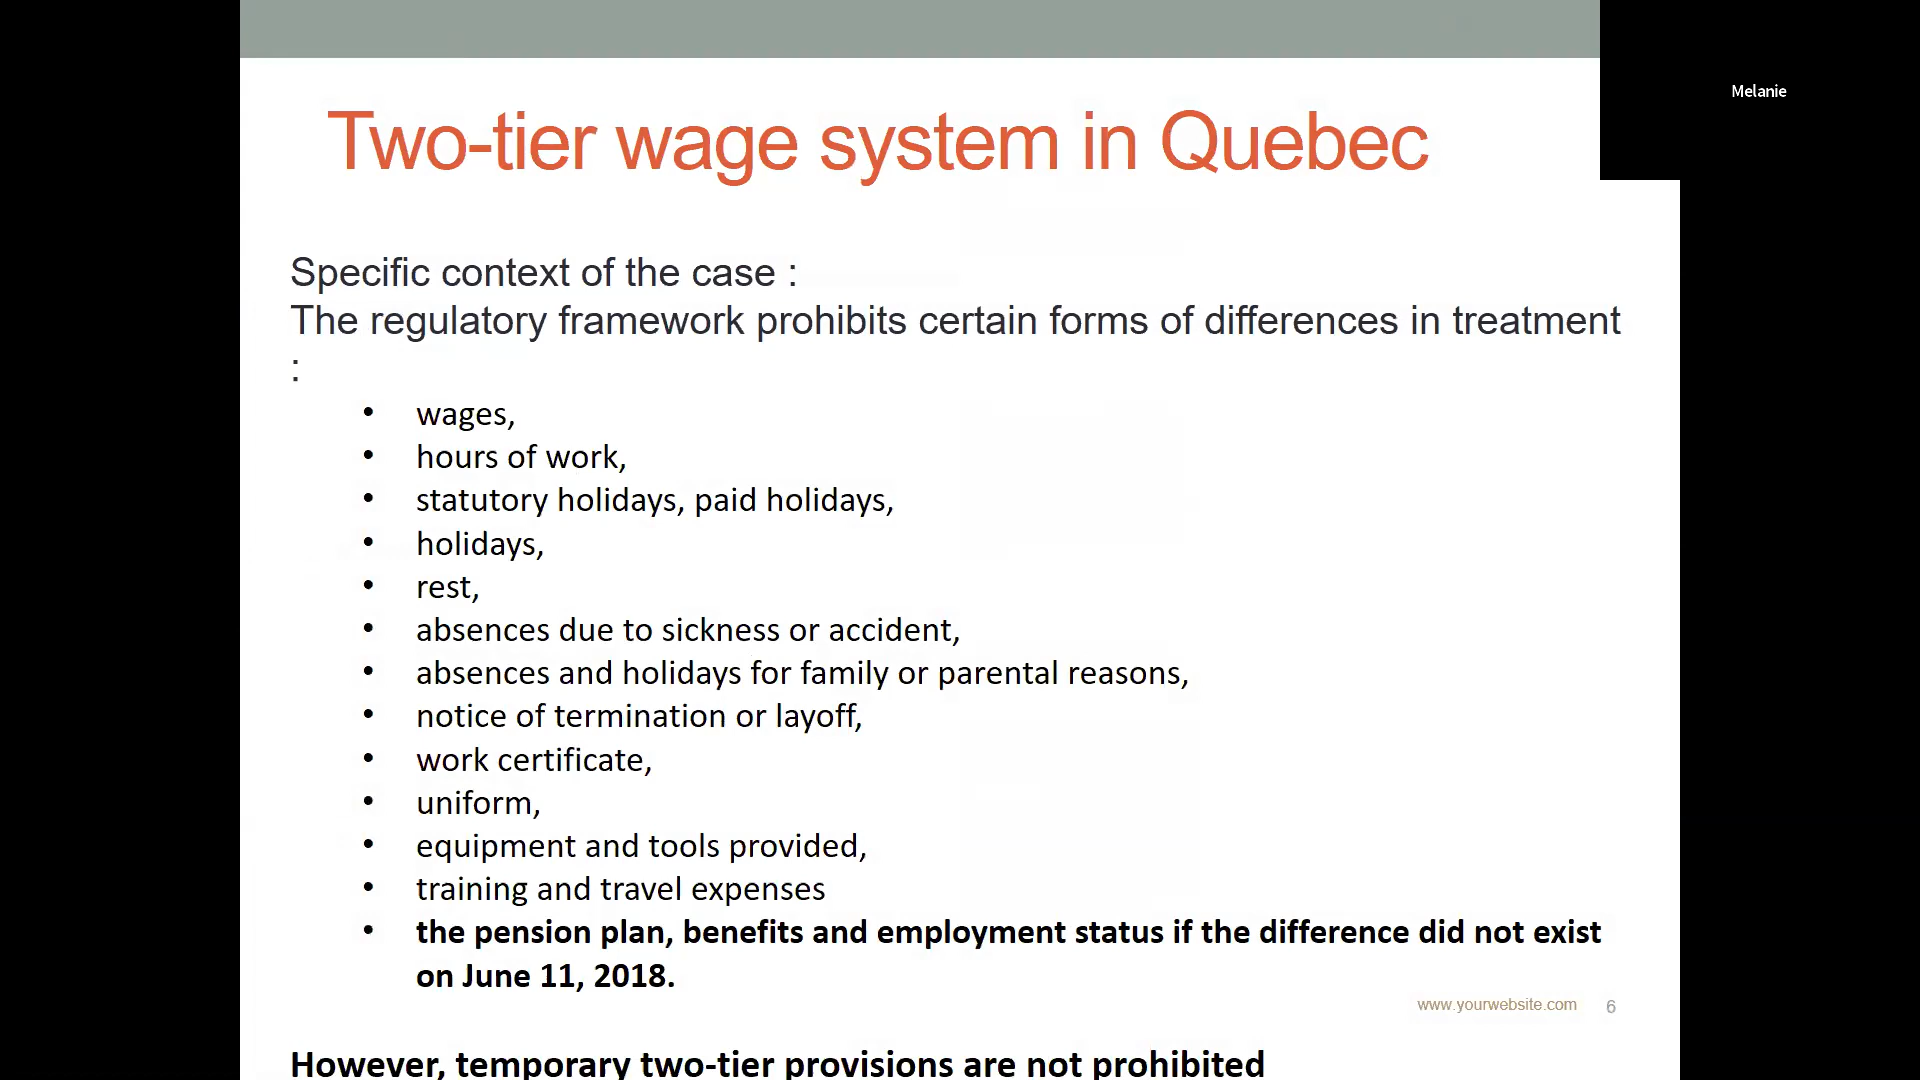 Two-tier wage system in Quebec
Melanie
Specific context of the case :
The regulatory framework prohibits certain forms of differences in treatment
:
• wages,
• hours of work,
• statutory holidays, paid holidays,
• holidays,
• rest,
• absences due to sickness or accident,
• absences and holidays for family or parental reasons,
• notice of termination or layoff,
• work certificate,
• uniform,
• equipment and tools provided,
• training and travel expenses
• the pension plan, benefits and employment status if the difference did not exist
on June 11, 2018.
www.yourwebsite.com 6
However, temporary two-tier provisions are not prohibited